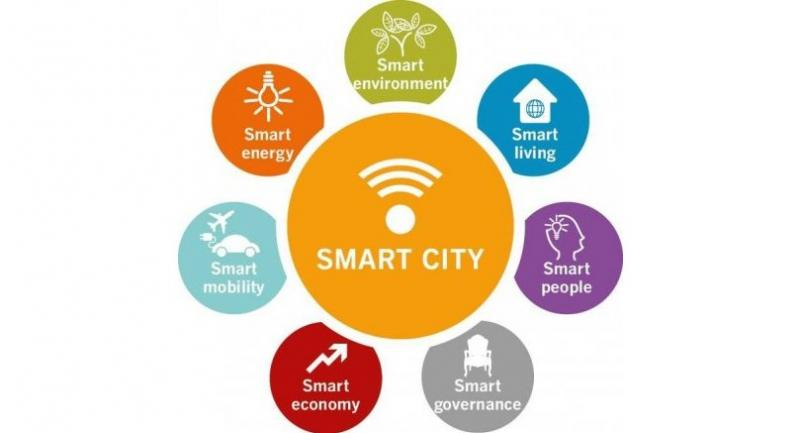 Smart
environment
Smart
energy
Smart
living
SMART CITY
Smart
mobility
Smart
people
Smart
economy
Smart
governance